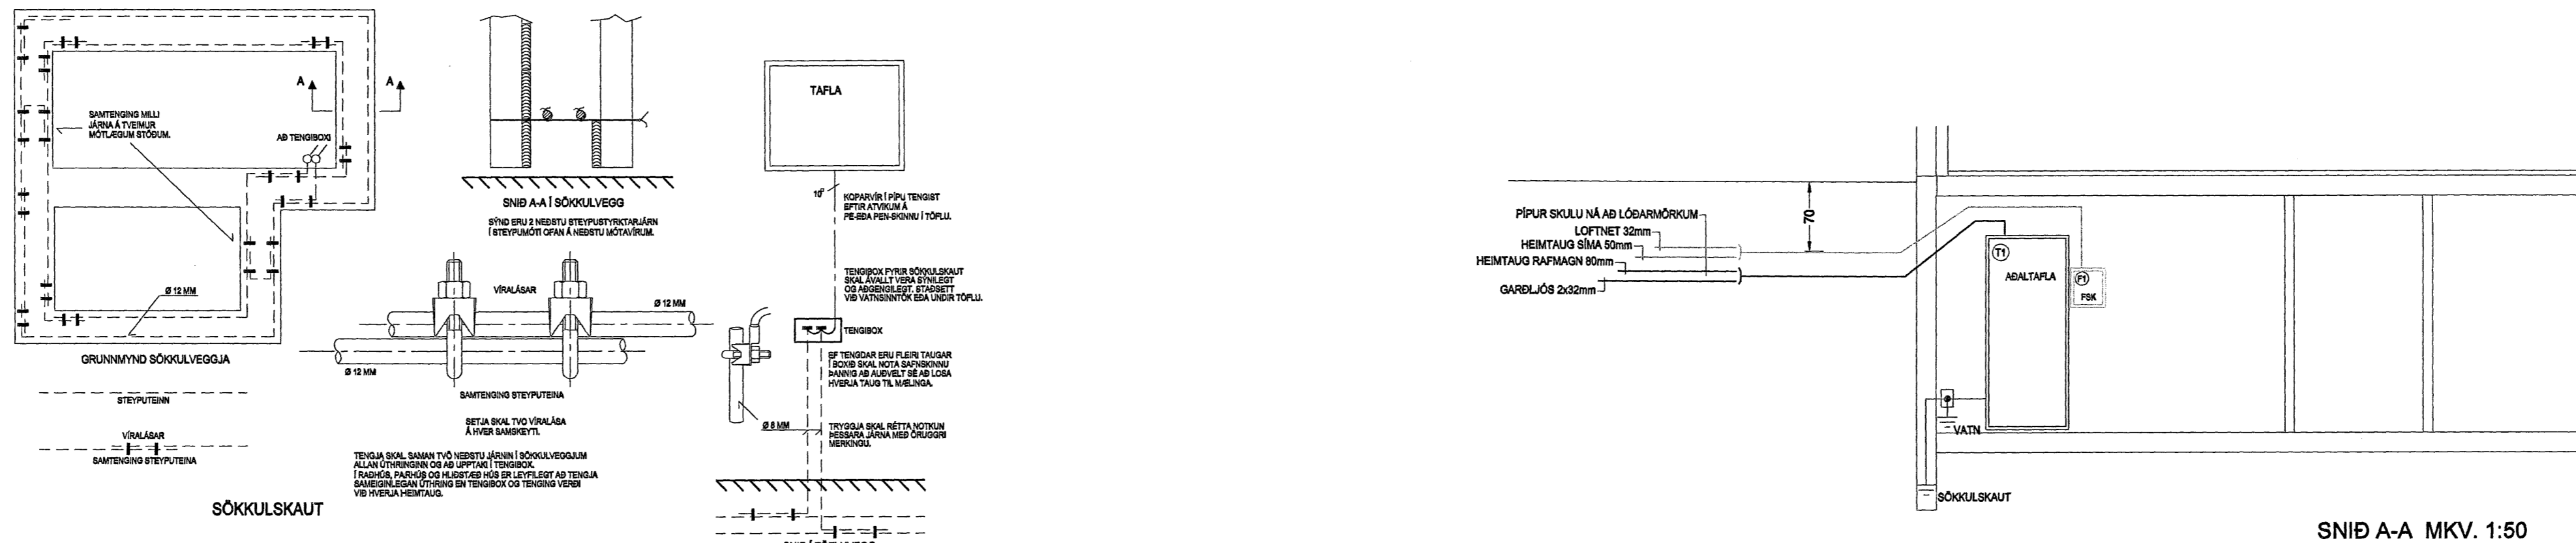 A
A
SAMTENGING MILLI
JÁRNA Á TVEIMUR
MÓTLÆGUM STÖÐUM.
AÐ TENGIBOXI
Ø 12 MM
GRUNNMYND SÖKKULVEGGJA
STEYPUTEINN
VÍRALÁSAR
SAMTENGING STEYPUTEINA
SÖKKULSKAUT
SNIÐ A-A Í SÖKKULVEGG
SÝND ERU 2 NEÐSTU STEYPUSTYRKTARJÁRN
Í STEYPUMÓTI OFAN Á NEÐSTU MÓTAVÍRUM.
VÍRALÁSAR
Ø 12 MM
Ø 12 MM
SAMTENGING STEYPUTEINA
SETJA SKAL TVO VÍRALÁSA
Á HVER SAMSKEYTI.
TENGJA SKAL SAMAN TVÖ NEÐSTU JÁRNIN Í SÖKKULVEGGJUM
ALLAN ÚTHRINGINN OG AÐ UPPTAKI Í TENGIBOX.
Í RAÐHÚS, PARHÚS OG HLIÐSTÆÐ HÚS ER LEYFILEGT AÐ TENGJA
SAMEIGINLEGAN ÚTHRING EN TENGIBOX OG TENGING VERÐI
VIÐ HVERJA HEIMTAUG.
TAFLA
10
KOPARVÍR Í PÍPU TENGIST
EFTIR ATVIKUM Á
PE-EÐA PEN-SKINNU Í TÖFLU.
TENGIBOX FYRIR SÖKKULSKAUT
SKAL ÁVALLT VERA SÝNILEGT
OG AÐGENGILEGT. STAÐSETT
VIÐ VATNSINNTÖK EÐA UNDIR TÖFLU.
TENGIBOX
EF TENGDAR ERU FLEIRI TAUGAR
Í BOXIÐ SKAL NOTA SAFNSKINNU
ÞANNIG AÐ AUÐVELT SÉ AÐ LOSA
HVERJA TAUG TIL MÆLINGA.
Ø 8 MM
TRYGGJA SKAL RÉTTA NOTKUN
ÞESSARA JÁRNA MEÐ ÖRUGGRI
MERKINGU.
PÍPUR SKULU NÁ AÐ LÓÐARMÖRKUM
LOFTNET 32mm
HEIMTAUG SÍMA 50mm
HEIMTAUG RAFMAGN 80mm
GARÐLJÓS 2x32mm
70
T1
AÐALTAFLA
F1
FSK
VATN
SÖKKULSKAUT
SNIÐ A-A MKV. 1:50